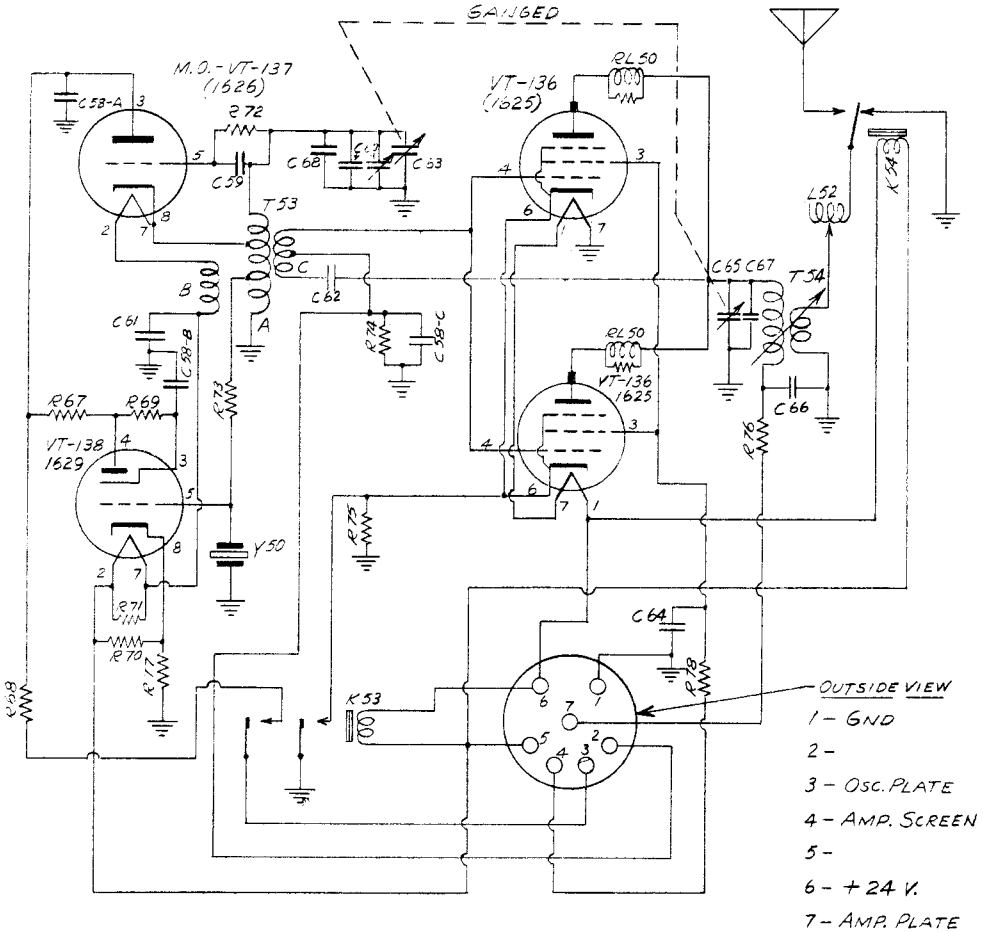 GANGED
M.O.-VT-137
(1626)
VT-136
(1625)
RL50
C58-A
3
R72
5
C59
C68
C63
8
7
2
T53
4
3
6
7
K54
L52
B
C
C62
A
C65
C67
T54
C61
C58-B
R74
C58-C
RL50
VT-136
1625
C66
R73
R67
R69
4
3
R76
VT-138
1629
3
4
5
6
7
1
8
R75
Y50
2
7
R71
R70
R77
C64
R78
R68
K53
6
1
7
5
2
4
3
OUTSIDE VIEW
1 - GND
2 -
3 - OSC. PLATE
4 - AMP. SCREEN
5 -
6 - + 24 V.
7 - AMP. PLATE